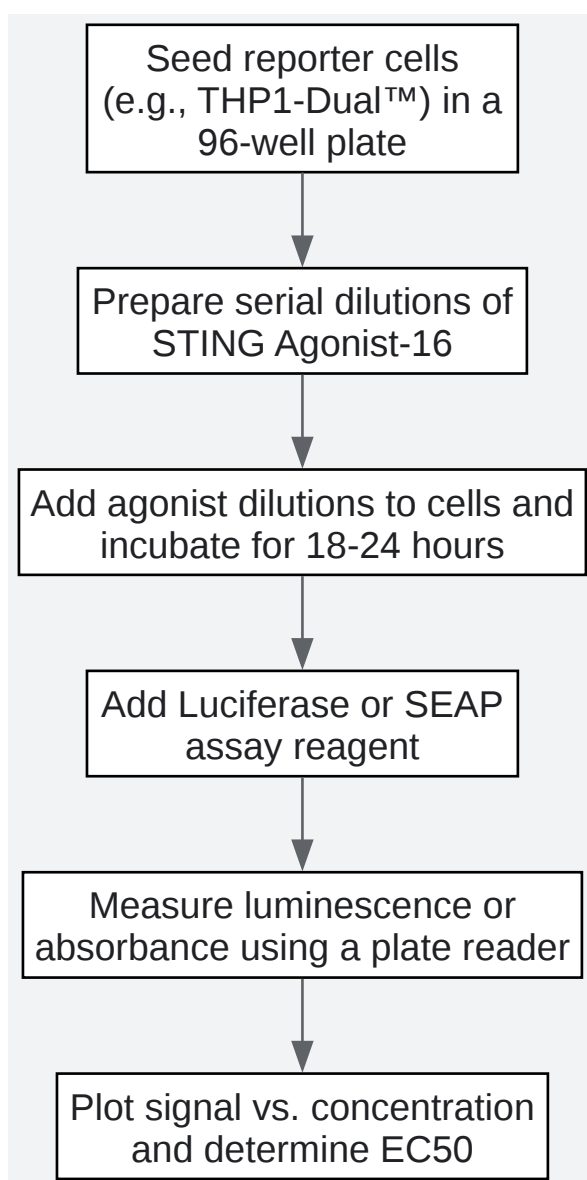 Seed reporter cells
(e.g., THP1-Dual™) in a
96-well plate
Prepare serial dilutions of
STING Agonist-16
Add agonist dilutions to cells and
incubate for 18-24 hours
Add Luciferase or SEAP
assay reagent
Measure luminescence or
absorbance using a plate reader
Plot signal vs. concentration
and determine EC50